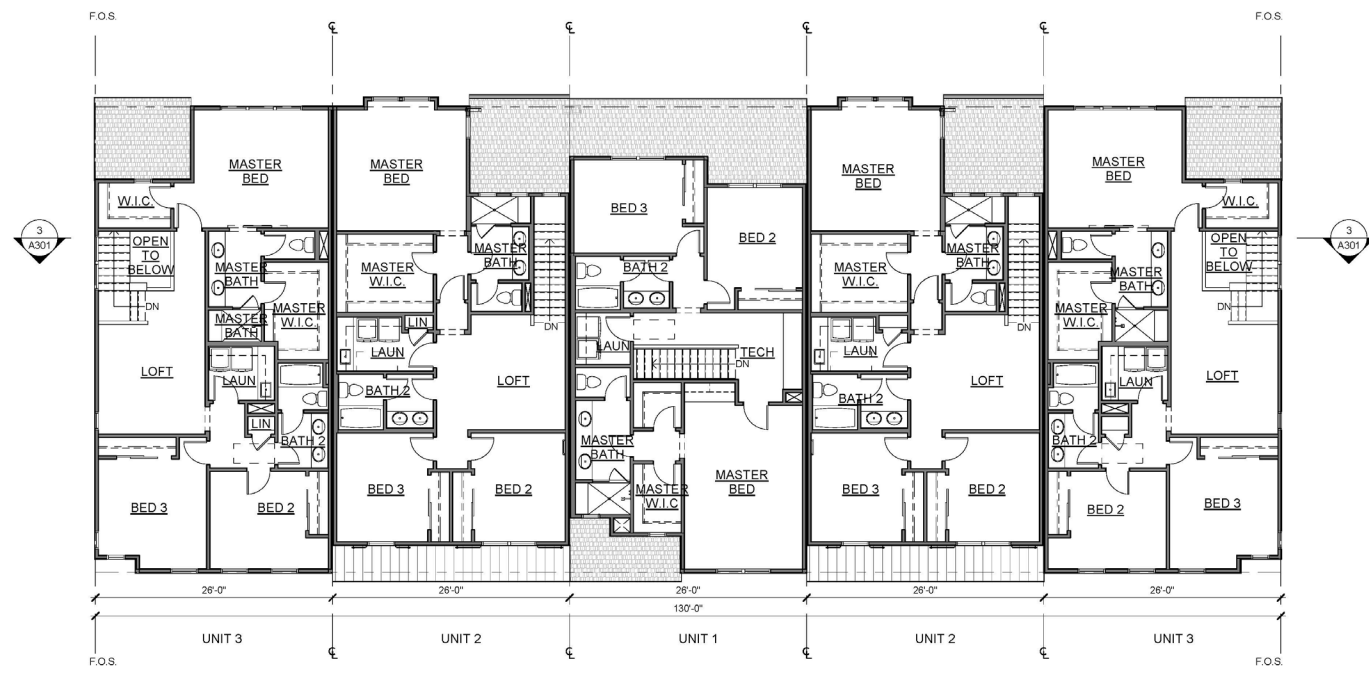 F.O.S.
F.O.S.
℄
℄
℄
℄
3
A301
3
A301
MASTER
BED
W.I.C.
OPEN
TO
BELOW
DN
MASTER
BATH
MASTER
W.I.C.
MASTER
BATH
LOFT
LAUN
LIN
BATH 2
BED 3
BED 2
MASTER
BED
MASTER
BATH
MASTER
W.I.C.
DN
LIN
LAUN
LOFT
BATH 2
BED 3
BED 2
BED 3
BED 2
BATH 2
LAUN
TECH
DN
MASTER
BATH
MASTER
W.I.C
MASTER
BED
MASTER
BED
MASTER
BATH
MASTER
W.I.C.
DN
LAUN
LOFT
BATH 2
BED 3
BED 2
MASTER
BED
W.I.C.
OPEN
TO
BELOW
DN
MASTER
BATH
MASTER
W.I.C.
LAUN
LOFT
BATH 2
BED 2
BED 3
26'-0"
26'-0"
26'-0"
26'-0"
26'-0"
130'-0"
UNIT 3
UNIT 2
UNIT 1
UNIT 2
UNIT 3
℄
℄
℄
℄
F.O.S.
F.O.S.